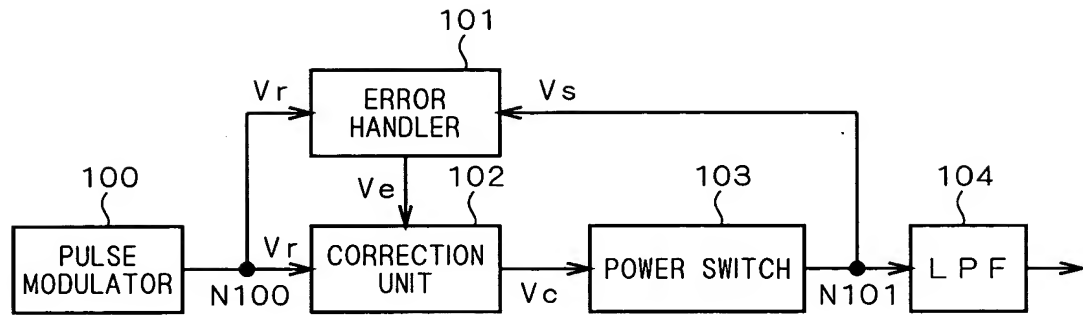 101
Vr
ERROR
HANDLER
Vs
100
Ve
102
103
104
PULSE
MODULATOR
Vr
N100
CORRECTION
UNIT
Vc
POWER SWITCH
N101
LPF